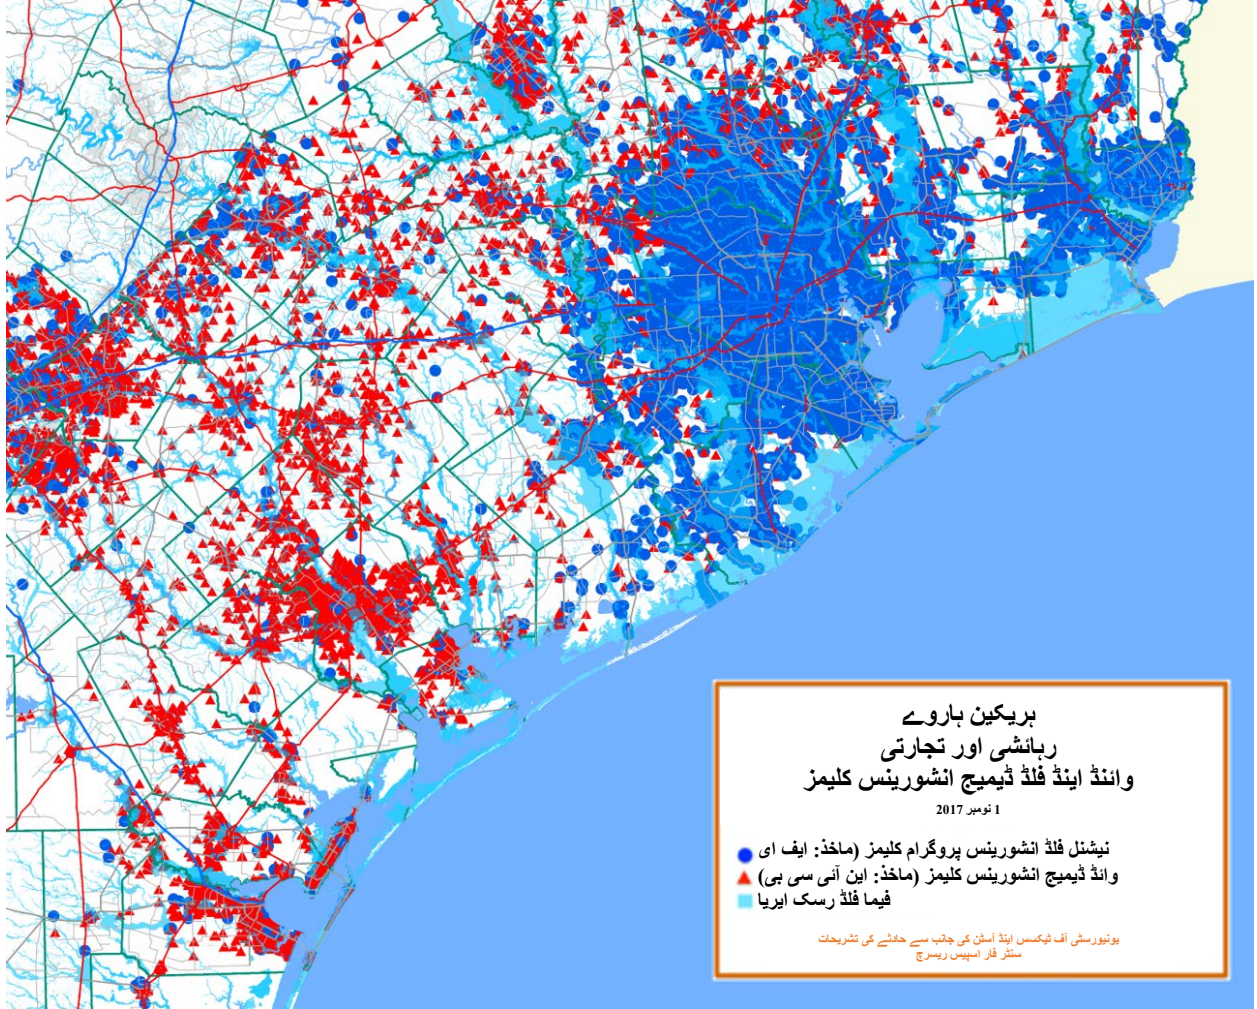 ہریکین ہاروے
رہائشی اور تجارتی
وائنڈ اینڈ فلڈ ڈیمیج انشورینس کلیمز
1 نومبر 2017
نیشنل فلڈ انشورینس پروگرام کلیمز (ماخذ: ایف ای
وائڈ ڈیمیج انشورینس کلیمز (ماخذ: این آئی سی بی)
فیما فلڈ رسک ایریا
یونیورسٹی آف ٹیکسس اینڈ آسٹن کی جانب سے حادثے کی تشریحات
سنٹر فار اسپیس ریسرچ